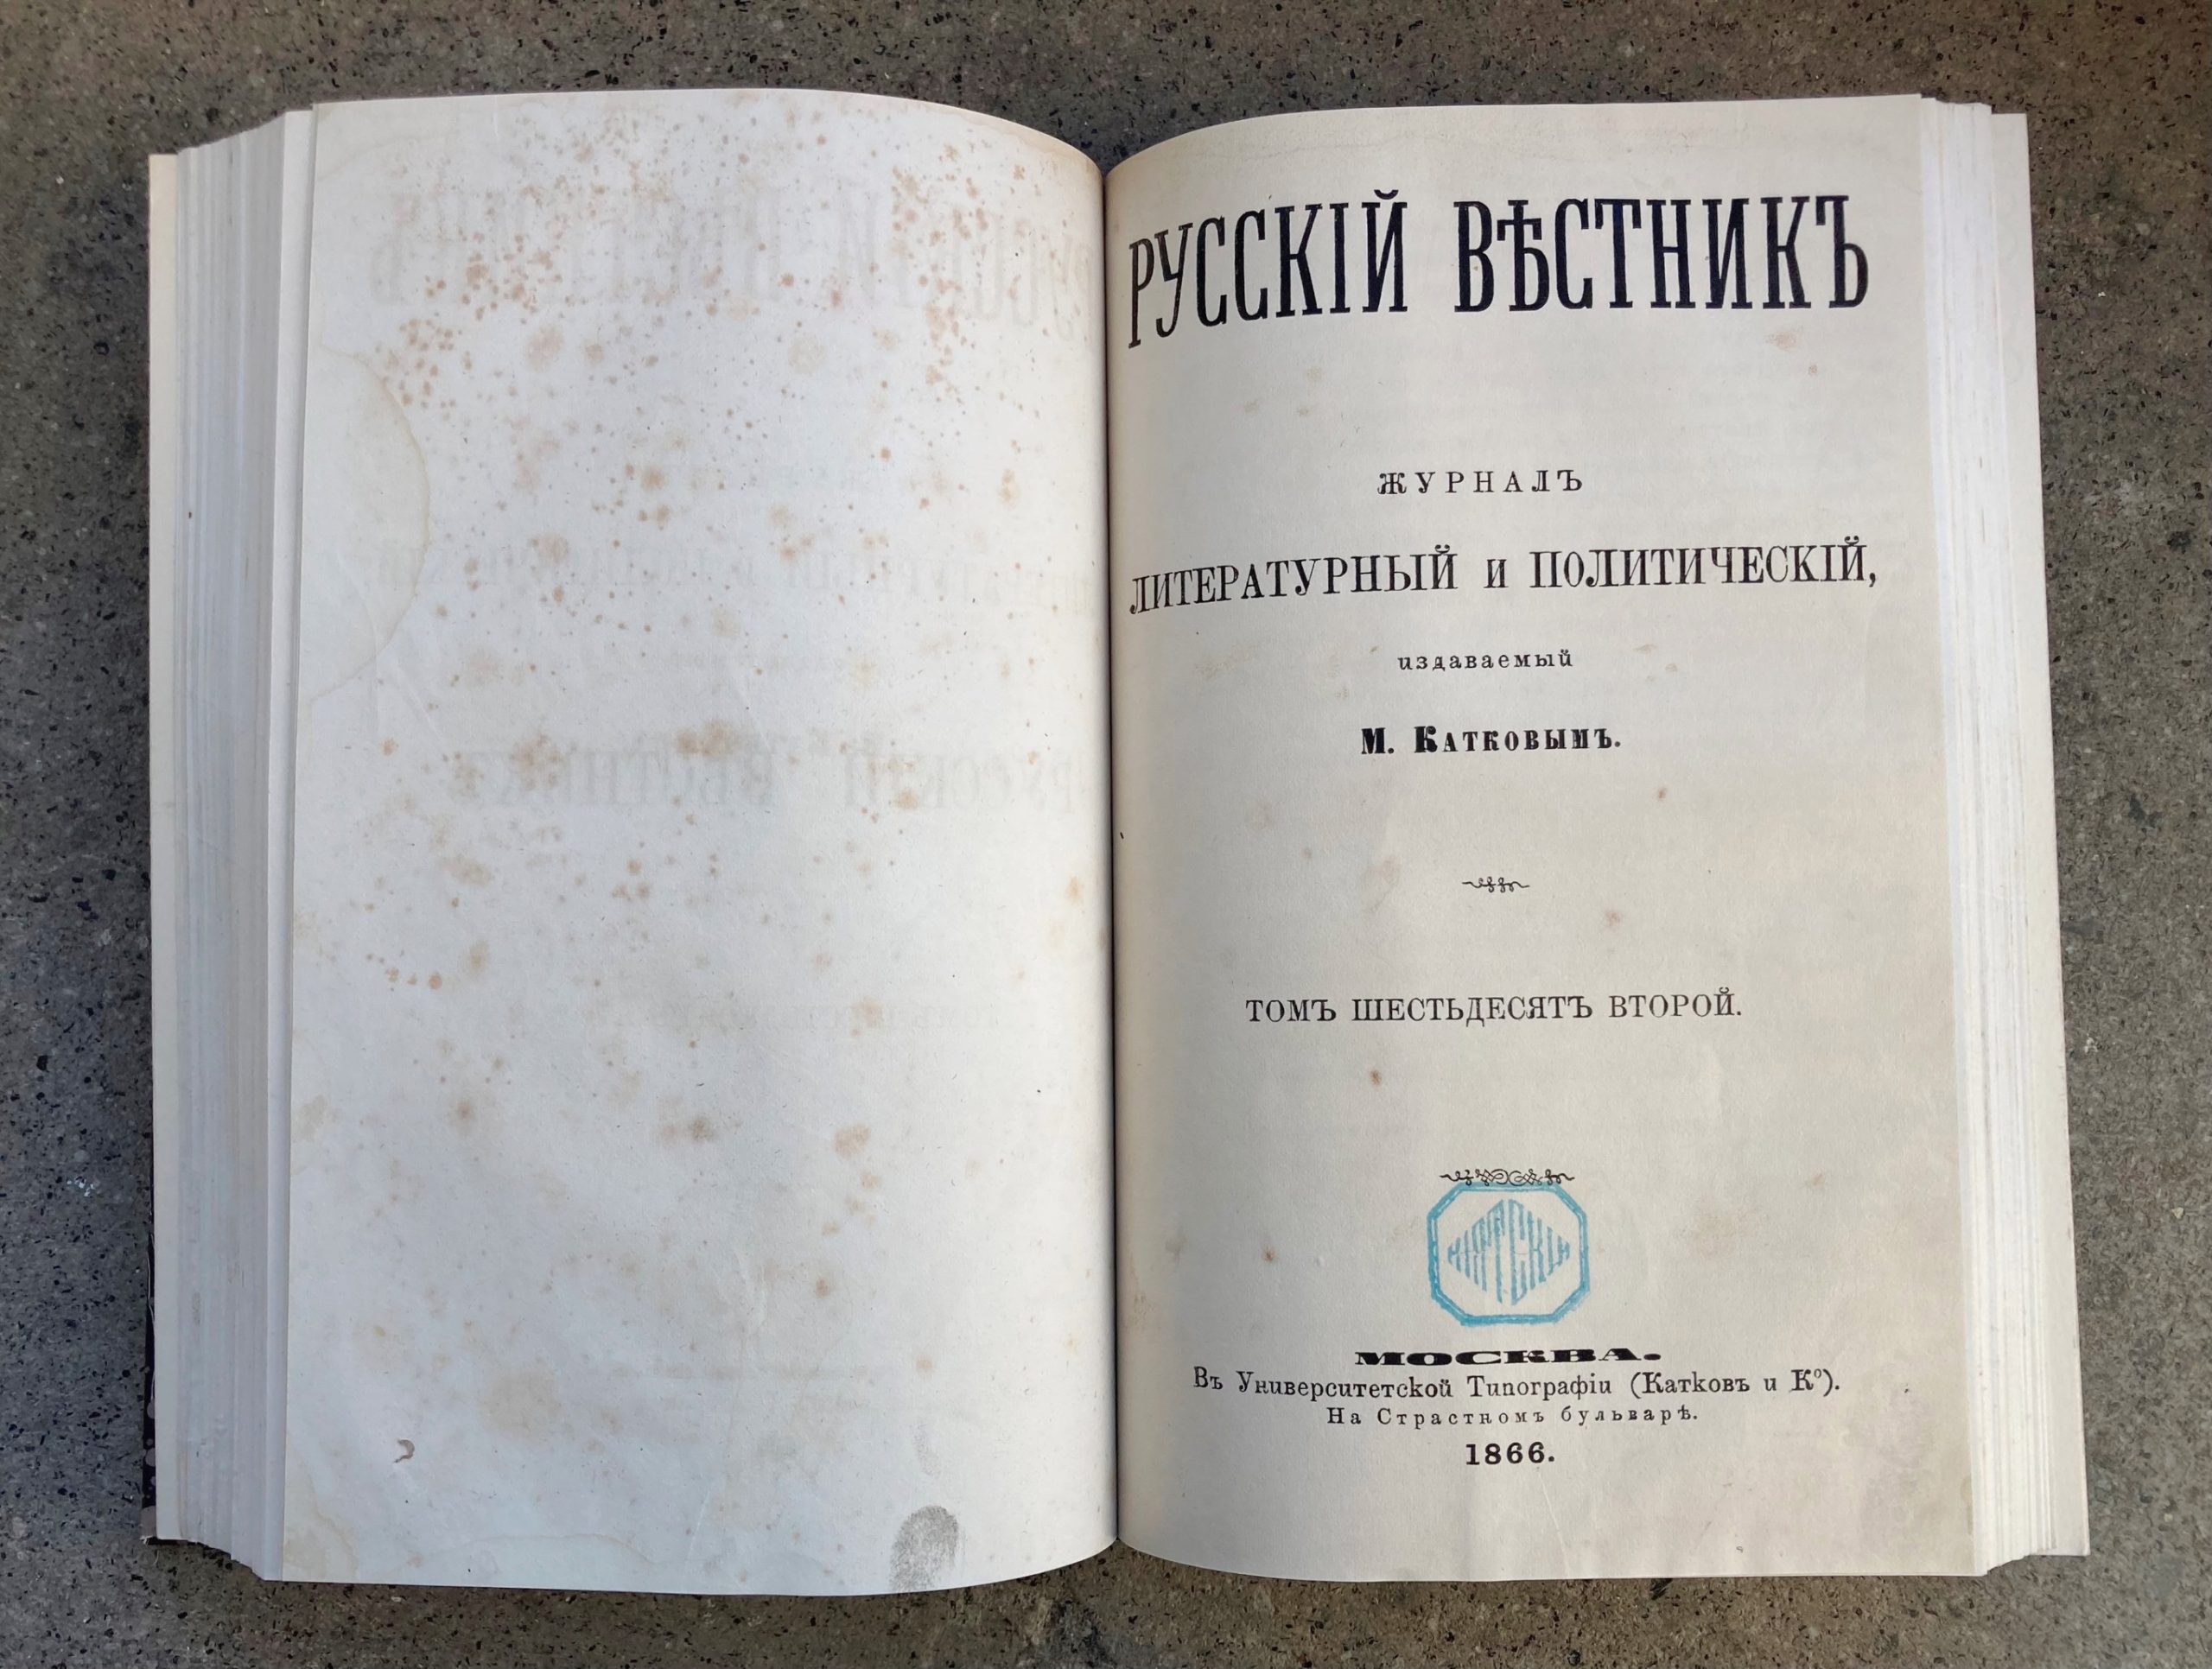 РУССКІЙ ВѢСТНИКЪ
ЖУРНАЛЪ
ЛИТЕРАТУРНЫЙ и ПОЛИТИЧЕСКІЙ,
издаваемый
М. Катковымъ.
ТОМЪ ШЕСТЬДЕСЯТЪ ВТОРОЙ.
МОСКВА.
Въ Университетской Типографіи (Катковъ и К°).
На Страстномъ бульварѣ.
1866.